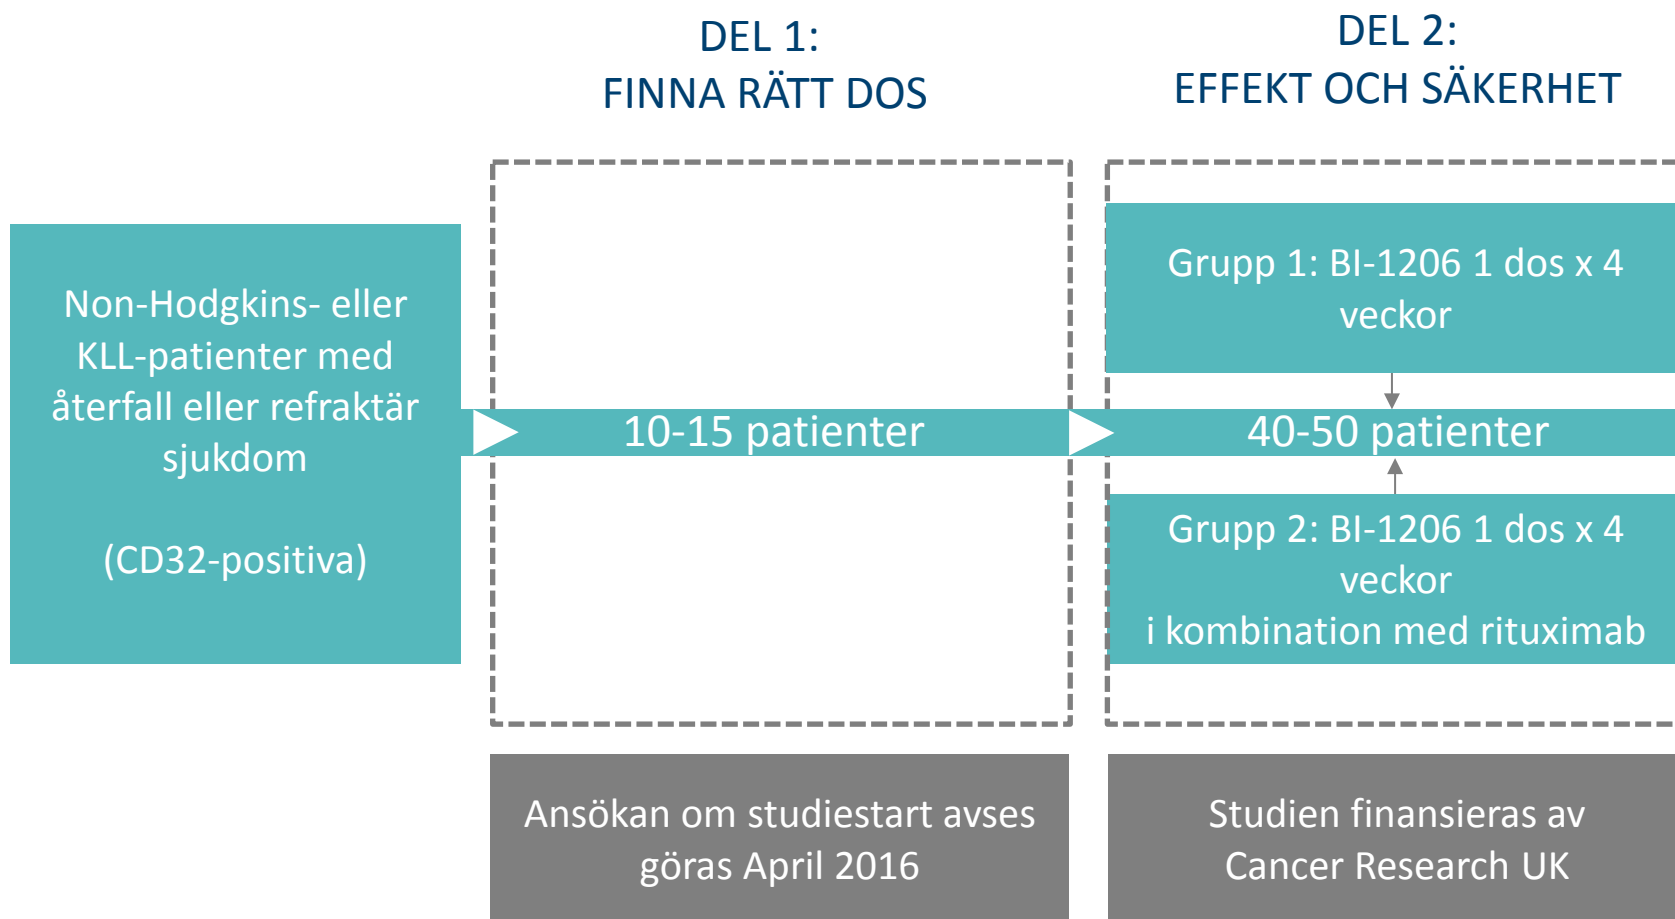 DEL 1:
FINNA RÄTT DOS
DEL 2:
EFFEKT OCH SÄKERHET
Non-Hodgkins- eller
KLL-patienter med
återfall eller refraktär
sjukdom
(CD32-positiva)
10-15 patienter
Grupp 1: BI-1206 1 dos x 4
veckor
40-50 patienter
Grupp 2: BI-1206 1 dos x 4
veckor
i kombination med rituximab
Ansökan om studiestart avses
göras April 2016
Studien finansieras av
Cancer Research UK